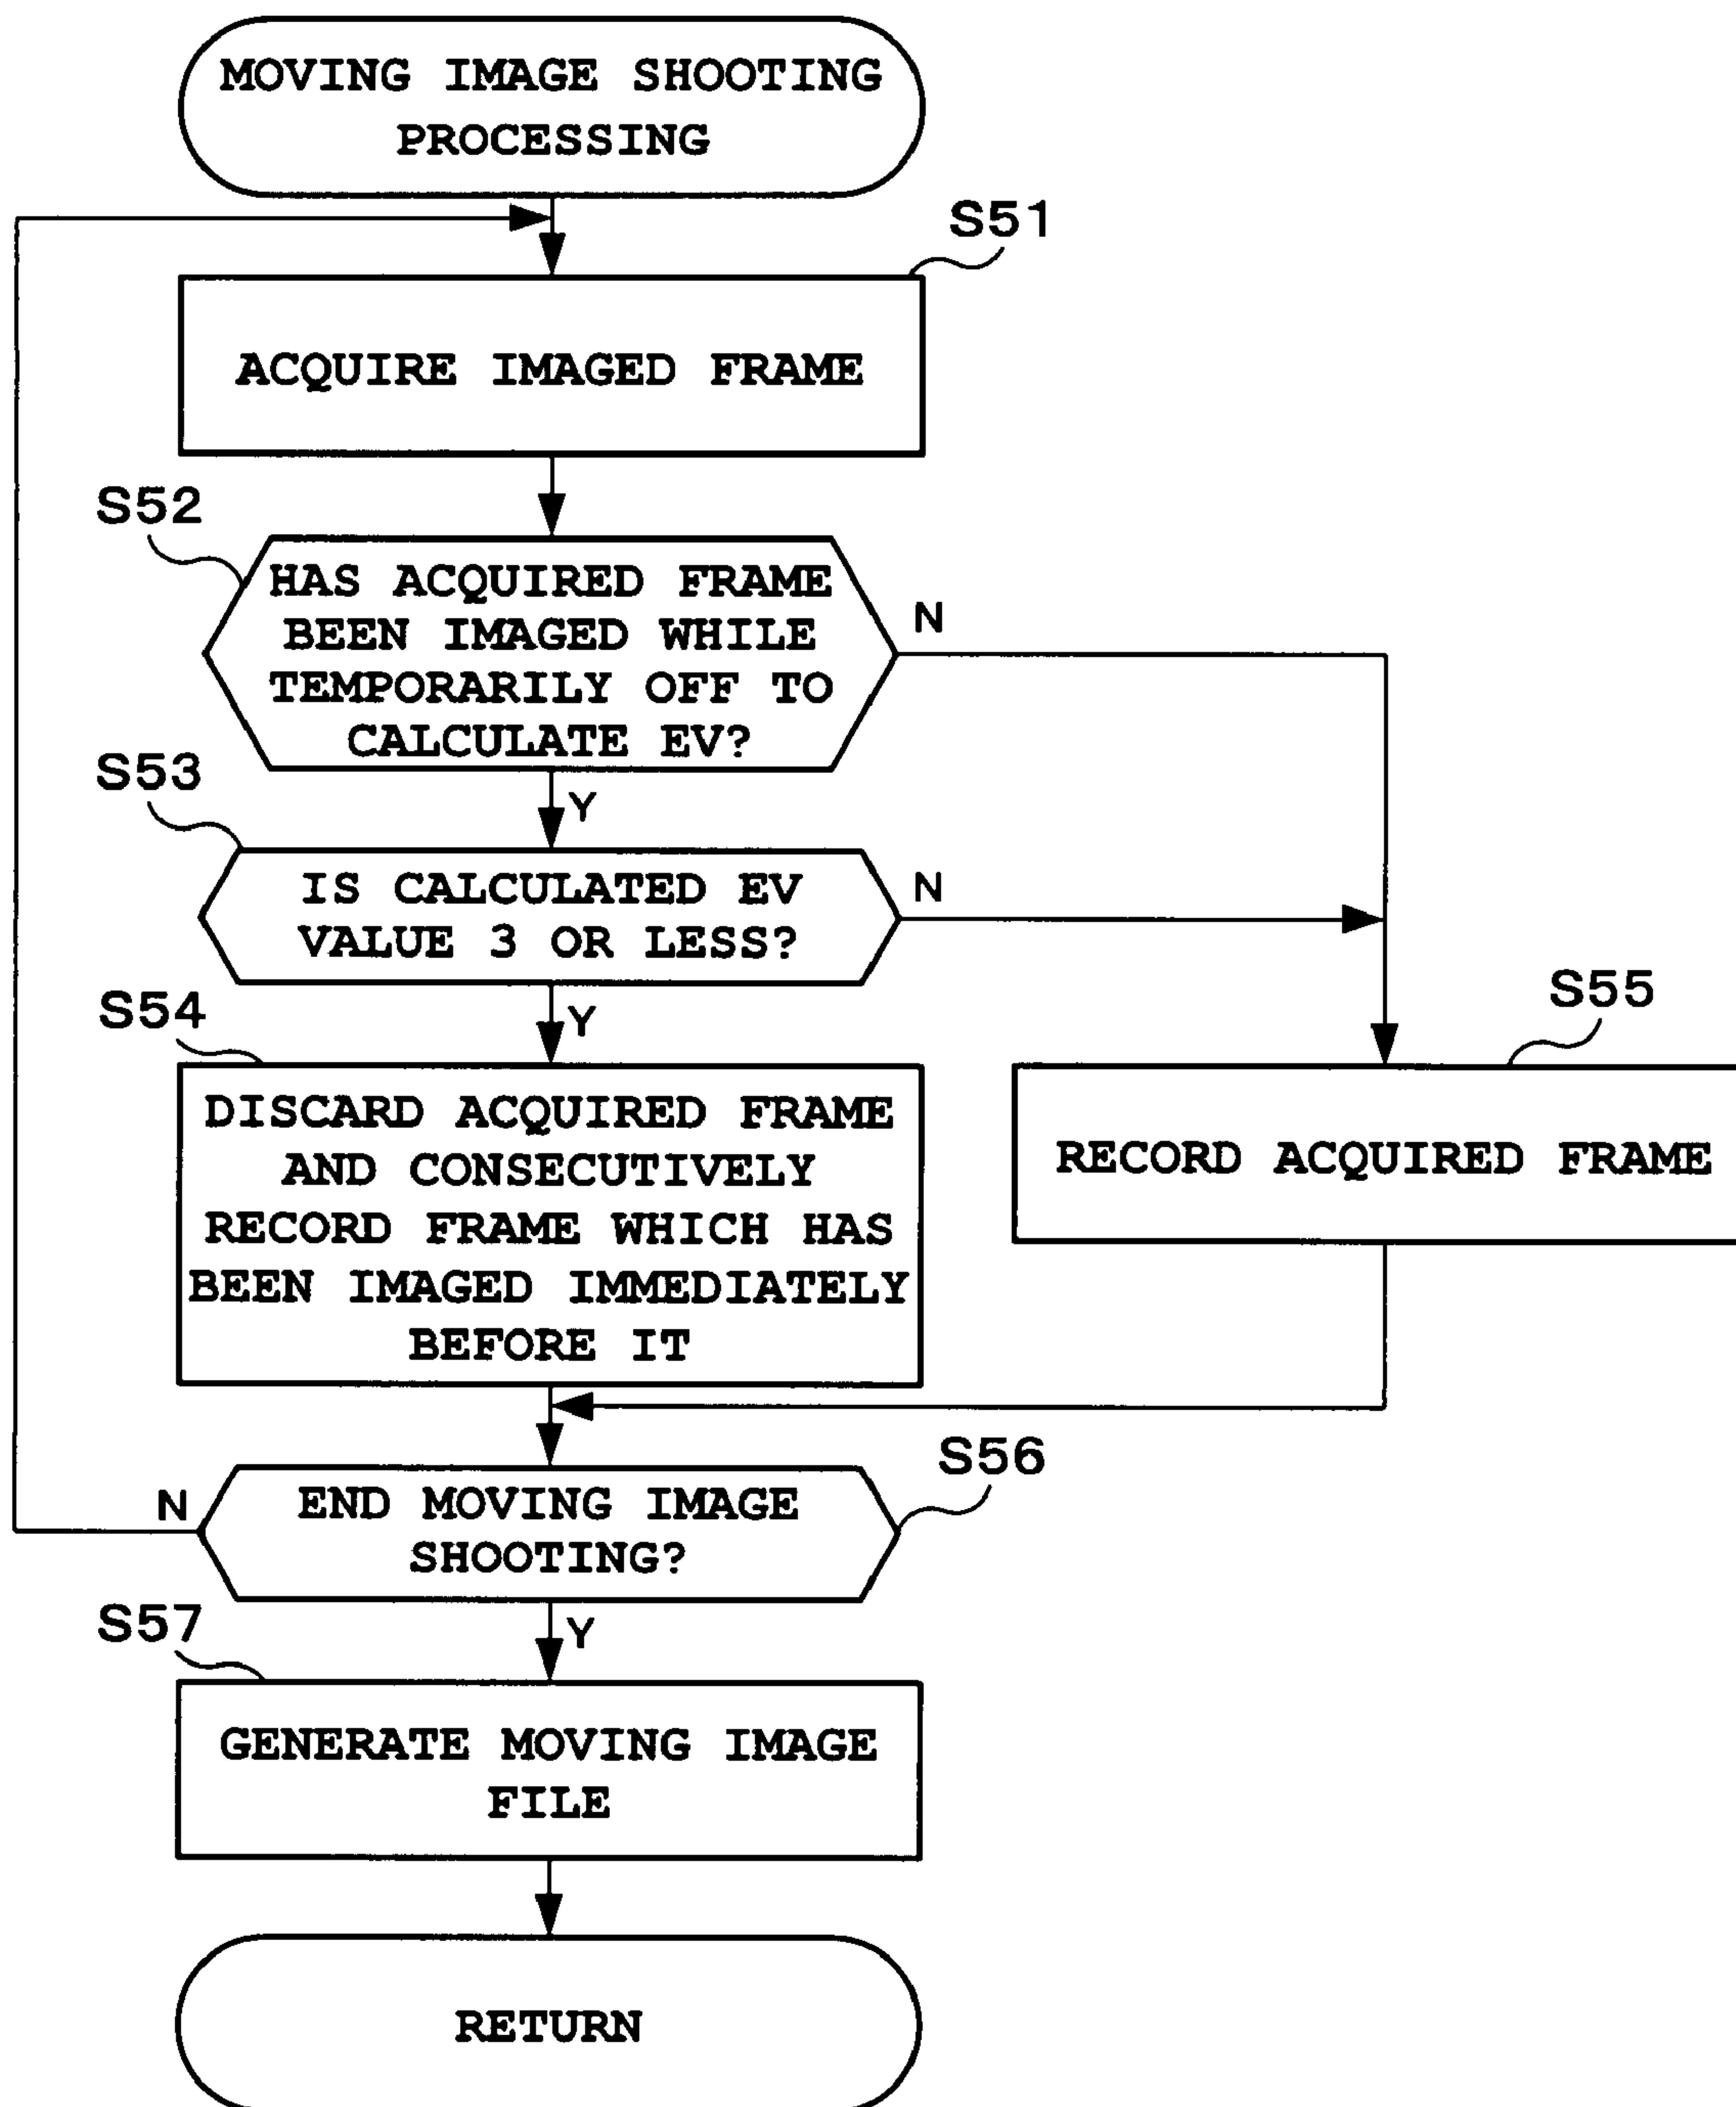 MOVING IMAGE SHOOTING
PROCESSING
S51
ACQUIRE IMAGED FRAME
S52
HAS ACQUIRED FRAME
BEEN IMAGED WHILE
TEMPORARILY OFF TO
CALCULATE EV?
N
Y
S53
IS CALCULATED EV
VALUE 3 OR LESS?
N
Y
S54
DISCARD ACQUIRED FRAME
AND CONSECUTIVELY
RECORD FRAME WHICH HAS
BEEN IMAGED IMMEDIATELY
BEFORE IT
S55
RECORD ACQUIRED FRAME
S56
END MOVING IMAGE
SHOOTING?
N
Y
S57
GENERATE MOVING IMAGE
FILE
RETURN